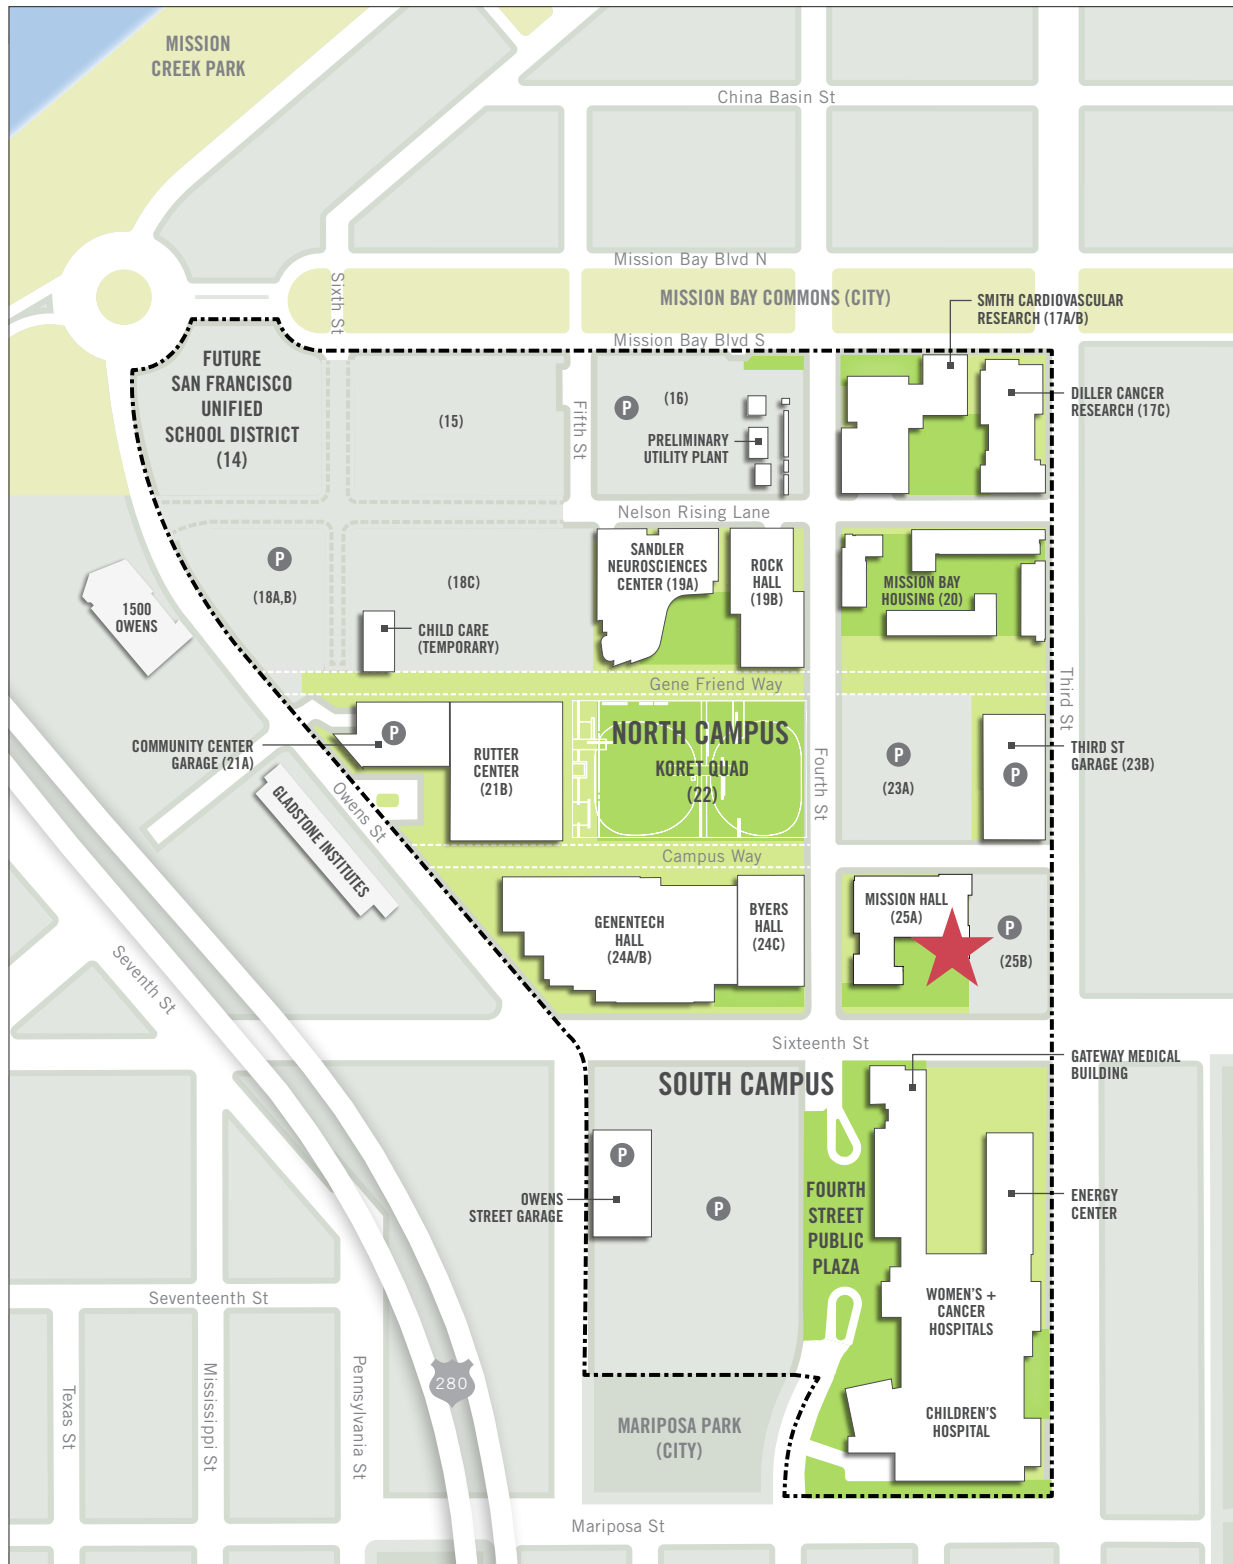 MISSION
CREEK PARK
China Basin St
Mission Bay Blvd N
Sixth St
MISSION BAY COMMONS (CITY)
SMITH CARDIOVASCULAR
RESEARCH (17A/B)
Mission Bay Blvd S
FUTURE
SAN FRANCISCO
UNIFIED
SCHOOL DISTRICT
(14)
(15)
Fifth St
P
(16)
PRELIMINARY
UTILITY PLANT
DILLER CANCER
RESEARCH (17C)
Nelson Rising Lane
P
(18A,B)
(18C)
SANDLER
NEUROSCIENCES
CENTER (19A)
ROCK
HALL
(19B)
MISSION BAY
HOUSING (20)
1500
OWENS
CHILD CARE
(TEMPORARY)
Gene Friend Way
Third St
COMMUNITY CENTER
GARAGE (21A)
P
RUTTER
CENTER
(21B)
NORTH CAMPUS
KORET QUAD
(22)
Fourth St
P
(23A)
THIRD ST
GARAGE (23B)
P
Owens St
GLADSTONE INSTITUTES
Campus Way
GENENTECH
HALL
(24A/B)
BYERS
HALL
(24C)
MISSION HALL
(25A)
P
(25B)
Seventh St
Sixteenth St
SOUTH CAMPUS
GATEWAY MEDICAL
BUILDING
P
OWENS
STREET GARAGE
P
FOURTH
STREET
PUBLIC
PLAZA
ENERGY
CENTER
Seventeenth St
WOMEN'S +
CANCER
HOSPITALS
Texas St
Mississippi St
Pennsylvania St
280
MARIPOSA PARK
(CITY)
CHILDREN'S
HOSPITAL
Mariposa St